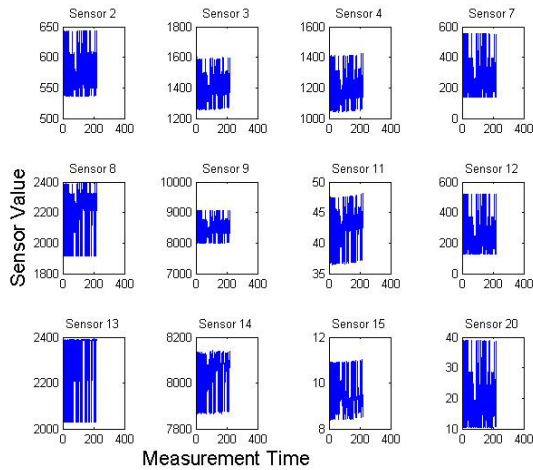 Sensor 2
Sensor 3
Sensor 4
Sensor 7
650
600
550
500
0 200 400
1800
1600
1400
1200
0 200 400
1600
1400
1200
1000
0 200 400
600
400
200
0
0 200 400
Sensor 8
Sensor 9
Sensor 11
Sensor 12
2400
2200
2000
1800
0 200 400
10000
9000
8000
7000
0 200 400
50
45
40
35
0 200 400
600
400
200
0
0 200 400
Sensor 13
Sensor 14
Sensor 15
Sensor 20
2400
2200
2000
0 200 400
8200
8000
7800
0 200 400
12
10
8
0 200 400
40
30
20
10
0 200 400
Sensor Value
Measurement Time